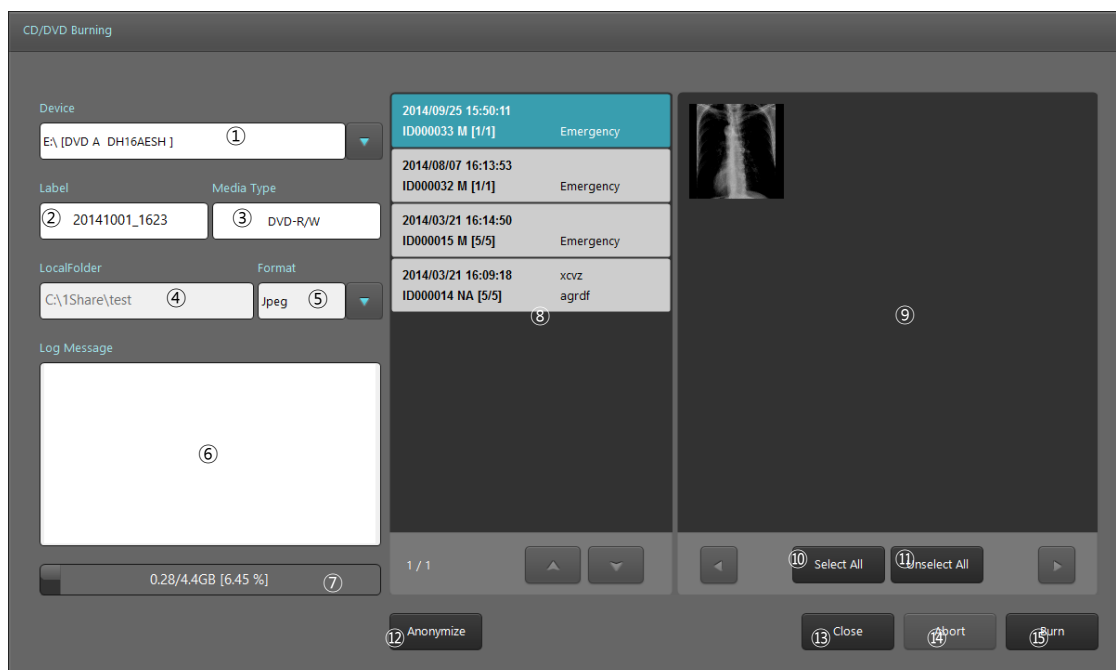 CD/DVD Burning
Device
E:\ [DVD A DH16AESH ] ①
Label Media Type
② 20141001_1623 ③ DVD-R/W
LocalFolder Format
C:\1Share\test ④ Jpeg ⑤
Log Message
⑥
0.28/4.4GB [6.45 %] ⑦
2014/09/25 15:50:11
ID000033 M [1/1] Emergency
2014/08/07 16:13:53
ID000032 M [1/1] Emergency
2014/03/21 16:14:50
ID000015 M [5/5] Emergency
2014/03/21 16:09:18 xcvz
ID000014 NA [5/5] agrdf
⑧
1 / 1
⑨
⑩ Select All ⑪ Unselect All
⑫ Anonymize ⑬ Close ⑭ Abort ⑮ Burn